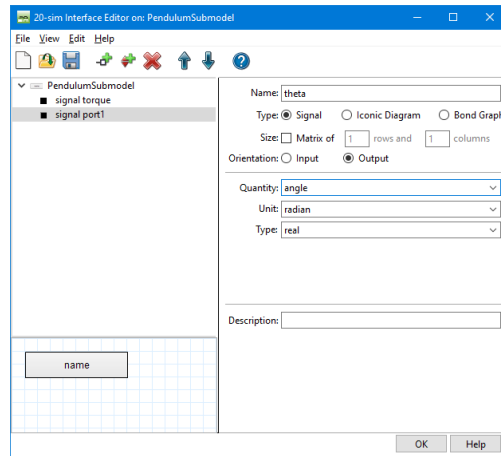 20-sim Interface Editor on: PendulumSubmodel
File View Edit Help
PendulumSubmodel
signal torque
signal port1
Name: theta
Type: Signal Iconic Diagram Bond Graph
Size: Matrix of 1 rows and 1 columns
Orientation: Input Output
Quantity: angle
Unit: radian
Type: real
Description:
name
OK Help